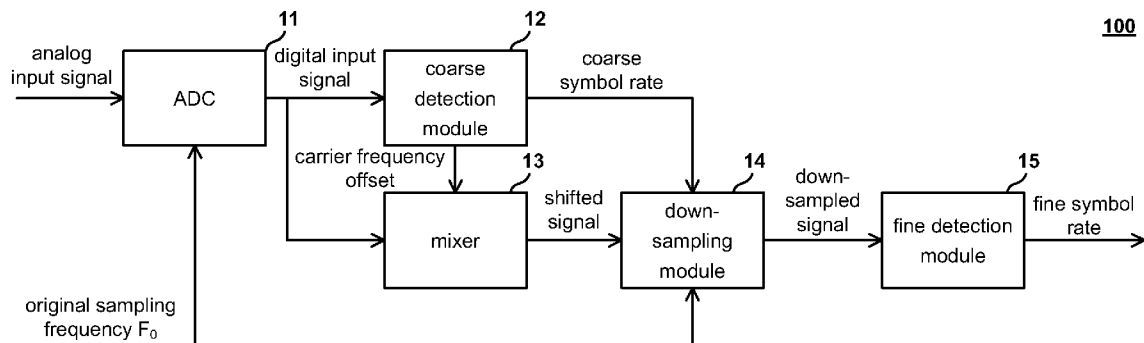 100
11
analog
input signal
ADC
digital input
signal
12
coarse
detection
module
coarse
symbol rate
carrier frequency
offset
13
mixer
shifted
signal
14
down-
sampling
module
down-
sampled
signal
15
fine detection
module
fine symbol
rate
original sampling
frequency F₀